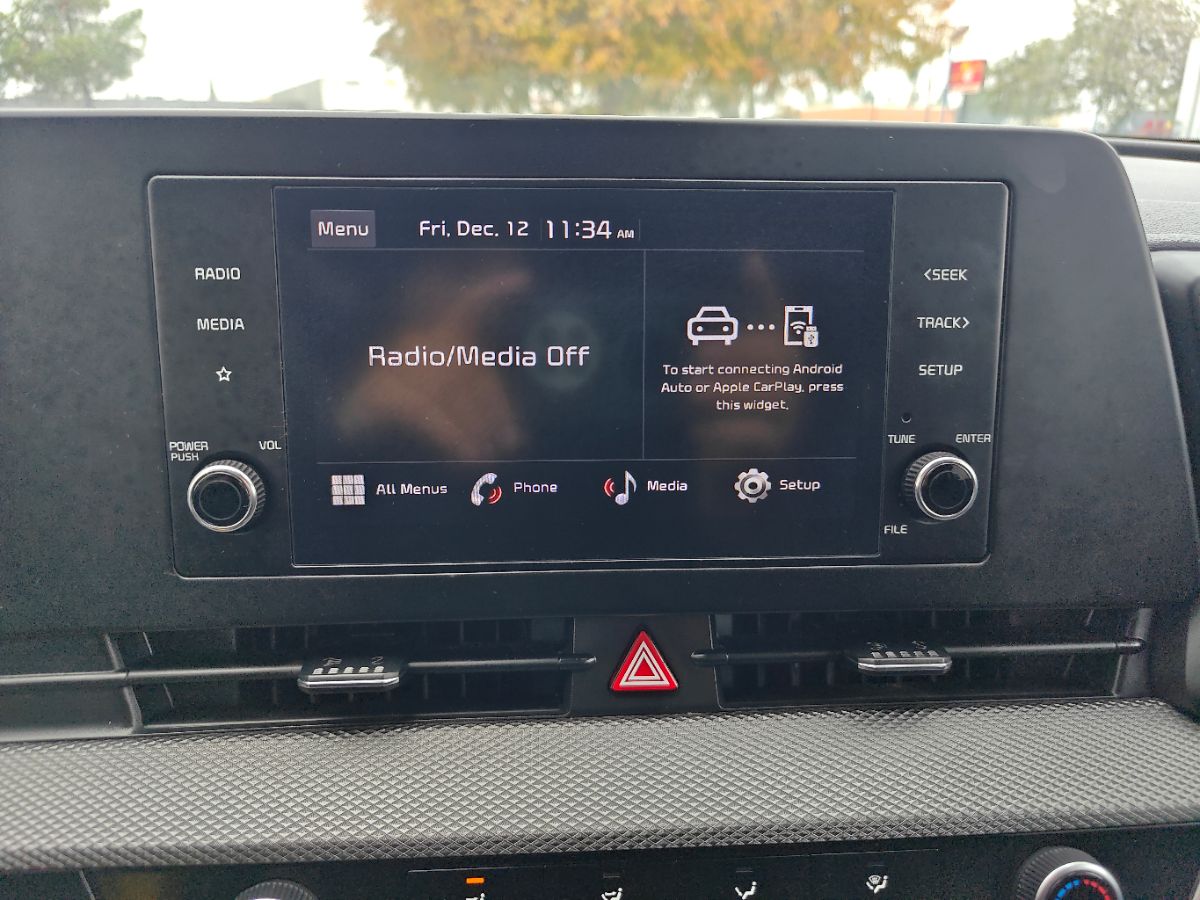 Menu
Fri, Dec. 12
11:34 AM
RADIO
MEDIA
POWER
PUSH
VOL
Radio/Media Off
To start connecting Android
Auto or Apple CarPlay, press
this widget.
All Menus
Phone
Media
Setup
<SEEK
TRACK>
SETUP
TUNE
ENTER
FILE